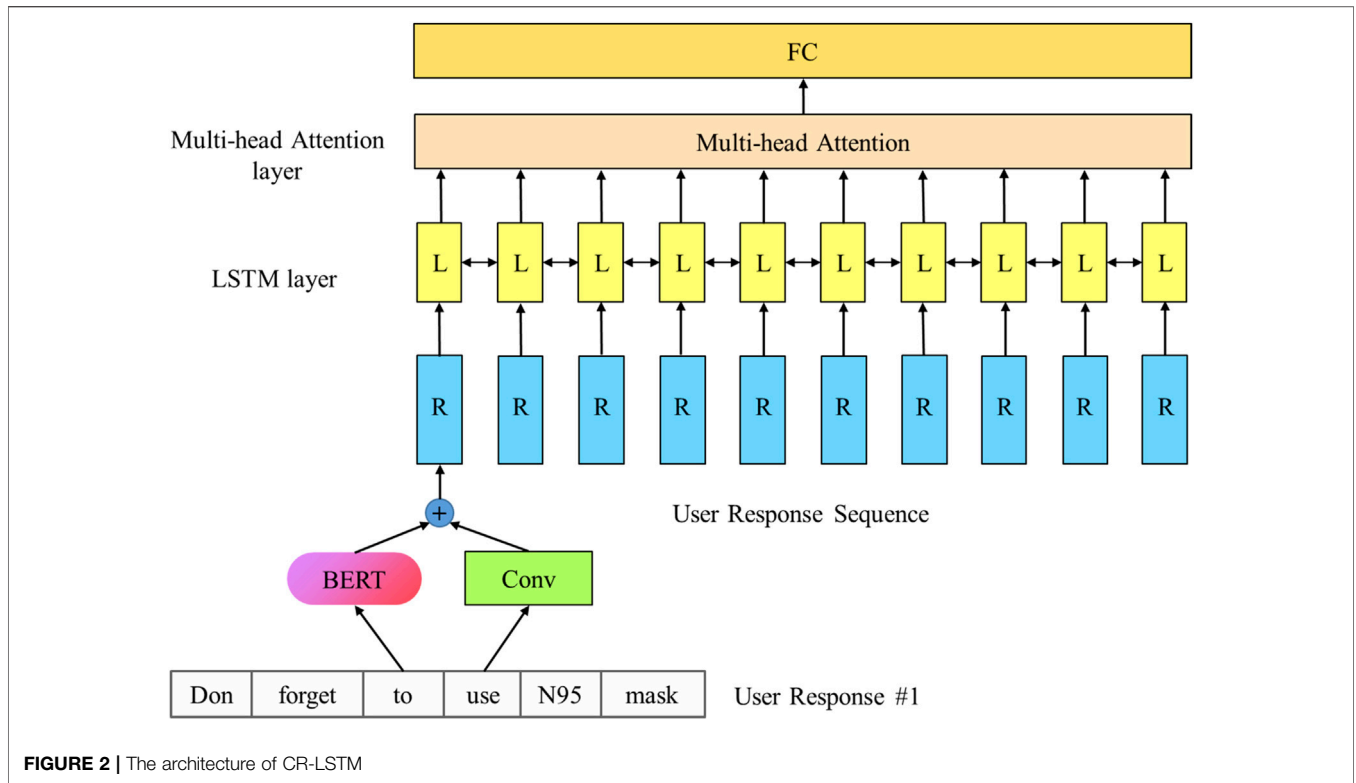 FC
Multi-head Attention
layer
Multi-head Attention
LSTM layer
L L L L L L L L L L
R R R R R R R R R R
+
User Response Sequence
BERT Conv
Don forget to use N95 mask User Response #1
FIGURE 2 | The architecture of CR-LSTM